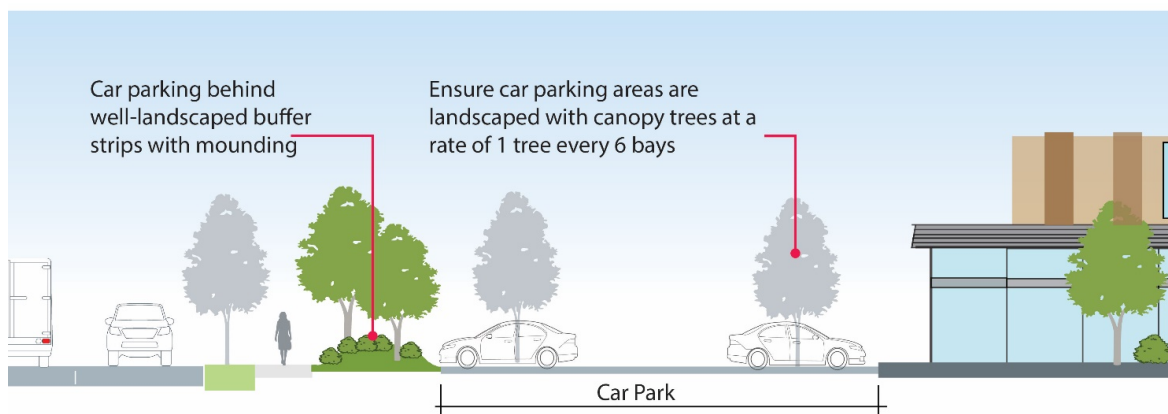 Car parking behind
well-landscaped buffer
strips with mounding
Ensure car parking areas are
landscaped with canopy trees at a
rate of 1 tree every 6 bays
Car Park